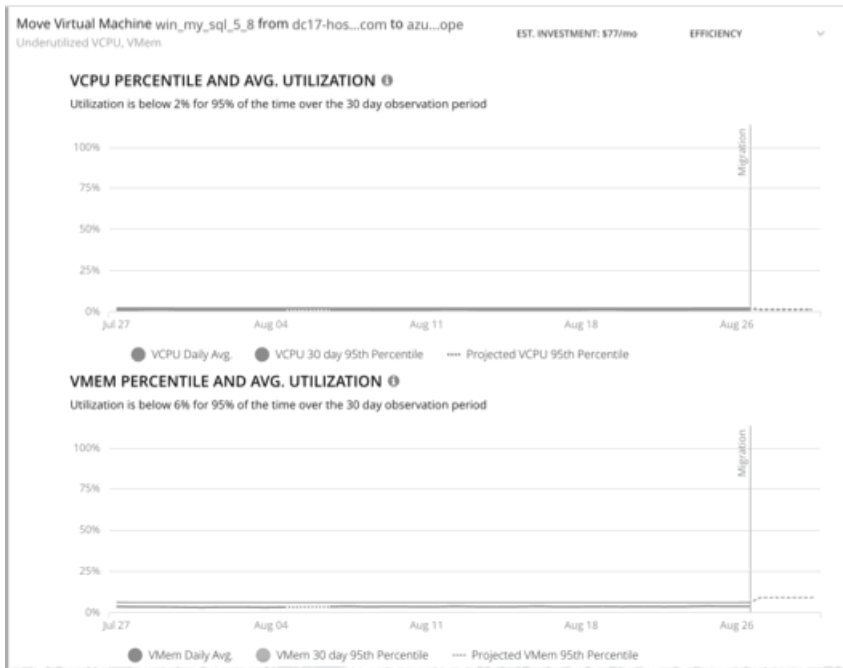 Move Virtual Machine win_my_sql_5_8 from dc17-hos...com to azu...ope
EST. INVESTMENT: $77/mo
EFFICIENCY
Underutilized VCPU, VMem
VCPU PERCENTILE AND AVG. UTILIZATION
Utilization is below 2% for 95% of the time over the 30 day observation period
100%
75%
50%
25%
0%
Migration
Jul 27 Aug 04 Aug 11 Aug 18 Aug 26
VCPU Daily Avg. VCPU 30 day 95th Percentile Projected VCPU 95th Percentile
VMEM PERCENTILE AND AVG. UTILIZATION
Utilization is below 6% for 95% of the time over the 30 day observation period
100%
75%
50%
25%
0%
Migration
Jul 27 Aug 04 Aug 11 Aug 18 Aug 26
VMem Daily Avg. VMem 30 day 95th Percentile Projected VMem 95th Percentile